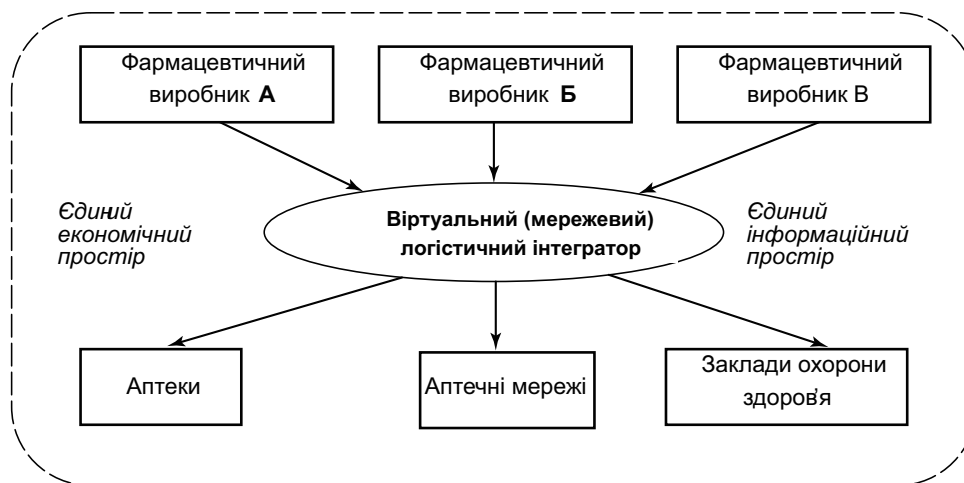 Фармацевтичний
виробник А
Фармацевтичний
виробник Б
Фармацевтичний
виробник В
Єдиний
економічний
простір
Віртуальний (мережевий)
логістичний інтегратор
Єдиний
інформаційний
простір
Аптеки
Аптечні мережі
Заклади охорони
здоров'я